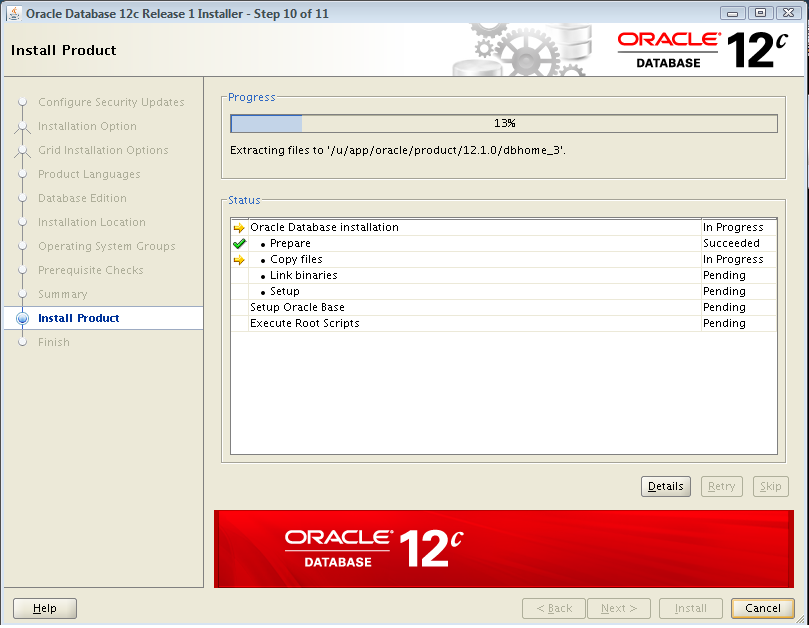 Oracle Database 12c Release 1 Installer - Step 10 of 11
Install Product
ORACLE
DATABASE
12c
Configure Security Updates
Installation Option
Grid Installation Options
Product Languages
Database Edition
Installation Location
Operating System Groups
Prerequisite Checks
Summary
Install Product
Finish
Progress
13%
Extracting files to '/u/app/oracle/product/12.1.0/dbhome_3'.
Status
Oracle Database installation In Progress
• Prepare Succeeded
• Copy files In Progress
• Link binaries Pending
• Setup Pending
Setup Oracle Base Pending
Execute Root Scripts Pending
Details Retry Skip
ORACLE
DATABASE
12c
Help < Back Next > Install Cancel